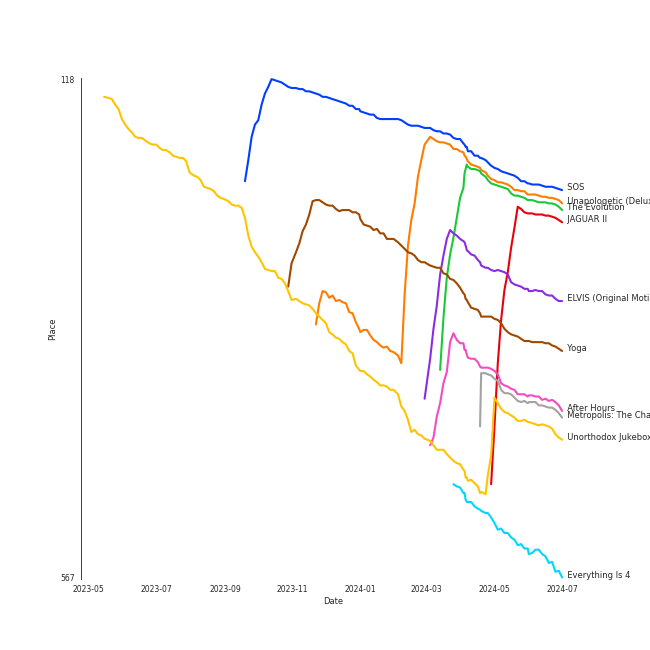 118
SOS
Unapologetic (Delux
The Evolution
JAGUAR II
ELVIS (Original Moti
Place
Yoga
After Hours
Metropolis: The Cha
Unorthodox Jukebox
Everything Is 4
567
2023-05 2023-07 2023-09 2023-11 2024-01 2024-03 2024-05 2024-07
Date